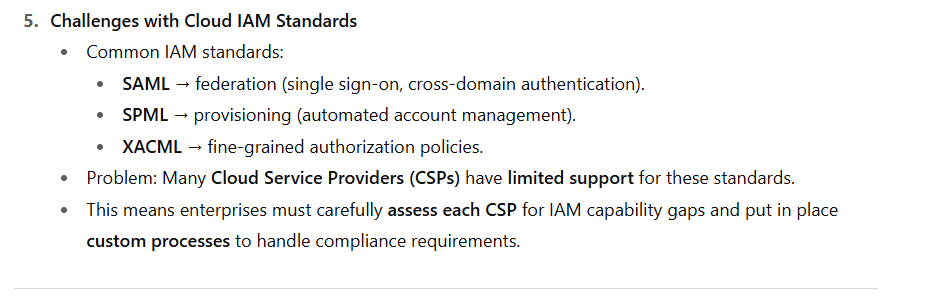 5. Challenges with Cloud IAM Standards
• Common IAM standards:
• SAML → federation (single sign-on, cross-domain authentication).
• SPML → provisioning (automated account management).
• XACML → fine-grained authorization policies.
• Problem: Many Cloud Service Providers (CSPs) have limited support for these standards.
• This means enterprises must carefully assess each CSP for IAM capability gaps and put in place
custom processes to handle compliance requirements.